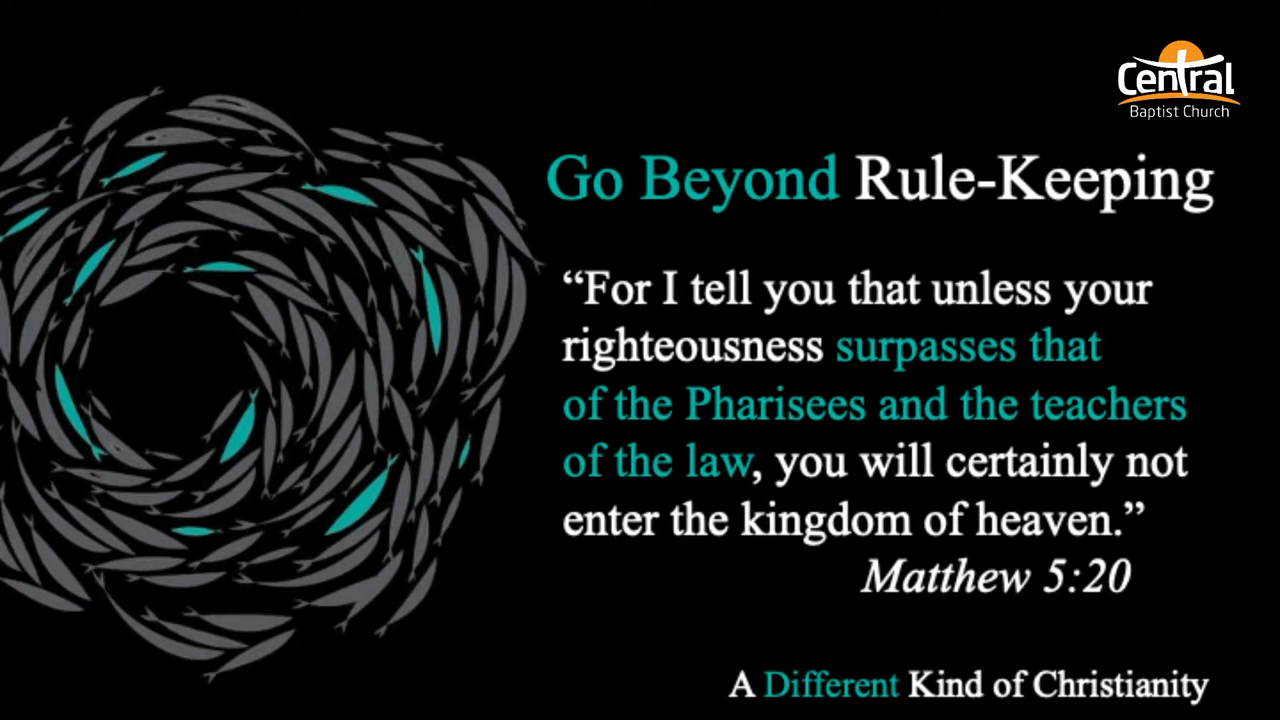 Central
Baptist Church
Go Beyond Rule-Keeping
“For I tell you that unless your
righteousness surpasses that
of the Pharisees and the teachers
of the law, you will certainly not
enter the kingdom of heaven.”
Matthew 5:20
A Different Kind of Christianity